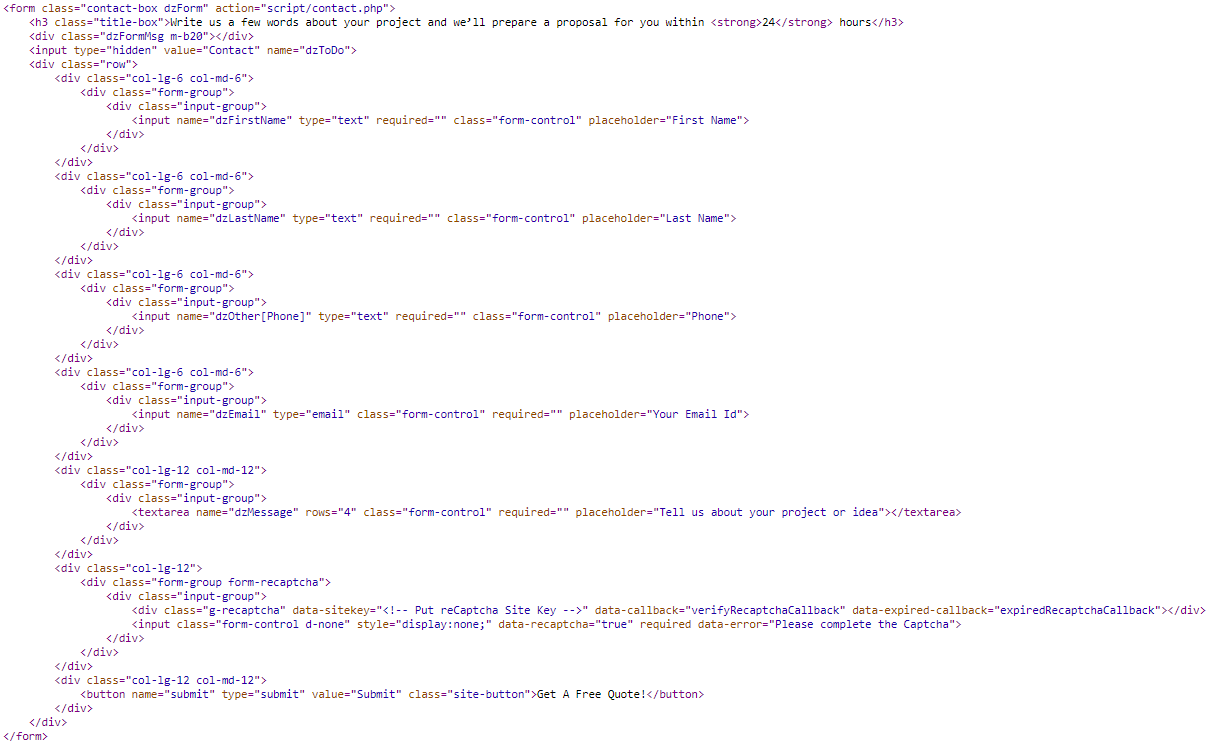 <form class="contact-box dzForm" action="script/contact.php">
    <h3 class="title-box">Write us a few words about your project and we’ll prepare a proposal for you within <strong>24</strong> hours</h3>
    <div class="dzFormMsg m-b20"></div>
    <input type="hidden" value="Contact" name="dzToDo">
    <div class="row">
        <div class="col-lg-6 col-md-6">
            <div class="form-group">
                <div class="input-group">
                    <input name="dzFirstName" type="text" required="" class="form-control" placeholder="First Name">
                </div>
            </div>
        </div>
        <div class="col-lg-6 col-md-6">
            <div class="form-group">
                <div class="input-group">
                    <input name="dzLastName" type="text" required="" class="form-control" placeholder="Last Name">
                </div>
            </div>
        </div>
        <div class="col-lg-6 col-md-6">
            <div class="form-group">
                <div class="input-group">
                    <input name="dzOther[Phone]" type="text" required="" class="form-control" placeholder="Phone">
                </div>
            </div>
        </div>
        <div class="col-lg-6 col-md-6">
            <div class="form-group">
                <div class="input-group">
                    <input name="dzEmail" type="email" class="form-control" required="" placeholder="Your Email Id">
                </div>
            </div>
        </div>
        <div class="col-lg-12 col-md-12">
            <div class="form-group">
                <div class="input-group">
                    <textarea name="dzMessage" rows="4" class="form-control" required="" placeholder="Tell us about your project or idea"></textarea>
                </div>
            </div>
        </div>
        <div class="col-lg-12">
            <div class="form-group form-recaptcha">
                <div class="input-group">
                    <div class="g-recaptcha" data-sitekey="<!-- Put reCaptcha Site Key -->" data-callback="verifyRecaptchaCallback" data-expired-callback="expiredRecaptchaCallback"></div>
                    <input class="form-control d-none" style="display:none;" data-recaptcha="true" required data-error="Please complete the Captcha">
                </div>
            </div>
        </div>
        <div class="col-lg-12 col-md-12">
            <button name="submit" type="submit" value="Submit" class="site-button">Get A Free Quote!</button>
        </div>
    </div>
</form>